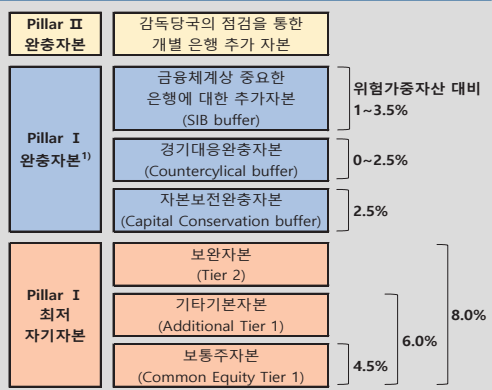 Pillar Ⅱ
완충자본
감독당국의 점검을 통한
개별 은행 추가 자본
Pillar Ⅰ
완충자본1)
금융체계상 중요한
은행에 대한 추가자본
(SIB buffer)
위험가중자산 대비
1~3.5%
경기대응완충자본
(Countercylical buffer)
0~2.5%
자본보전완충자본
(Capital Conservation buffer)
2.5%
Pillar Ⅰ
최저
자기자본
보완자본
(Tier 2)
기타기본자본
(Additional Tier 1)
보통주자본
(Common Equity Tier 1)
4.5%
6.0%
8.0%